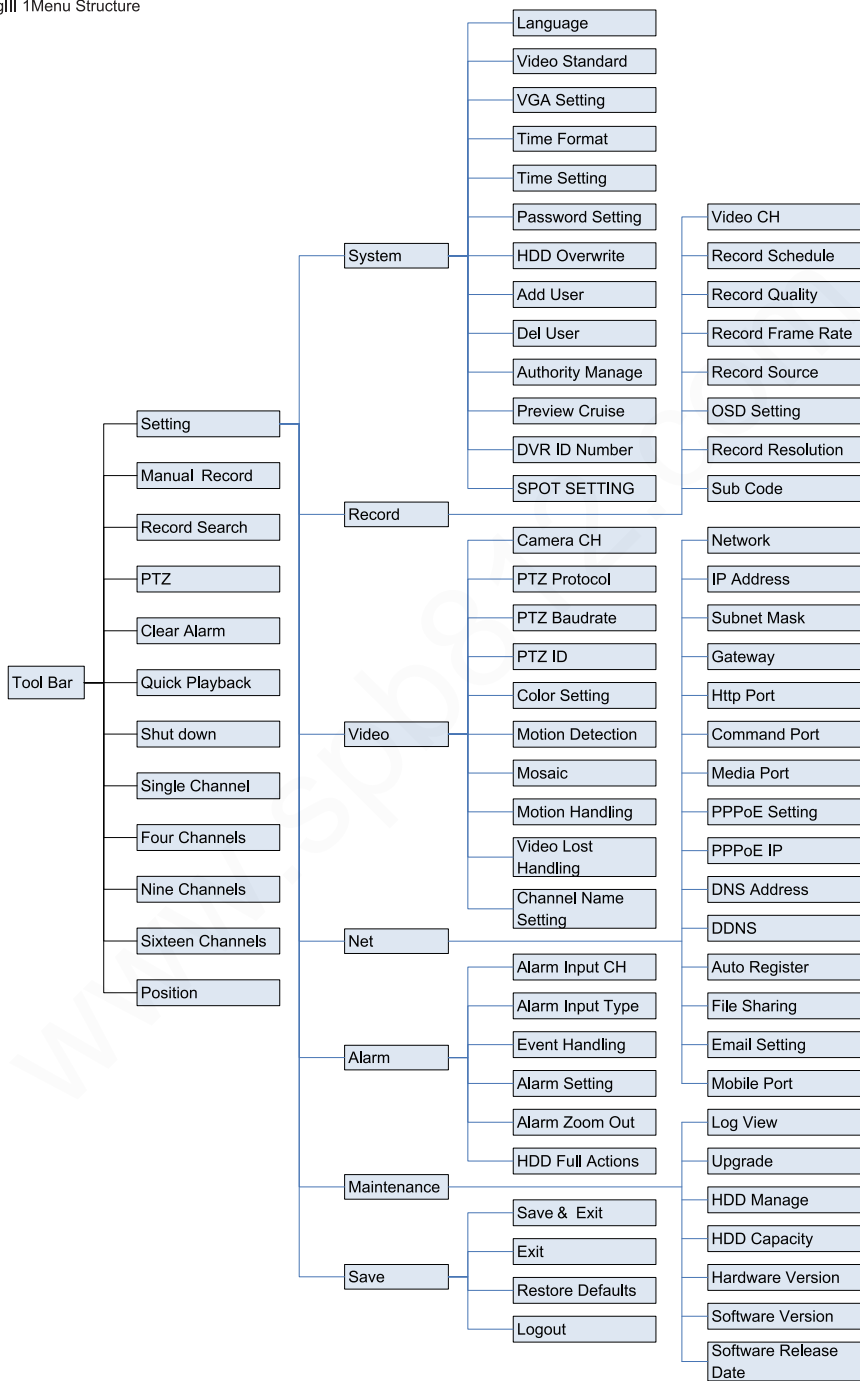 gIII 1Menu Structure
Tool Bar
Setting
Manual Record
Record Search
PTZ
Clear Alarm
Quick Playback
Shut down
Single Channel
Four Channels
Nine Channels
Sixteen Channels
Position
System
Record
Video
Net
Alarm
Maintenance
Save
Language
Video Standard
VGA Setting
Time Format
Time Setting
Password Setting
HDD Overwrite
Add User
Del User
Authority Manage
Preview Cruise
DVR ID Number
SPOT SETTING
Camera CH
PTZ Protocol
PTZ Baudrate
PTZ ID
Color Setting
Motion Detection
Mosaic
Motion Handling
Video Lost
Handling
Channel Name
Setting
Alarm Input CH
Alarm Input Type
Event Handling
Alarm Setting
Alarm Zoom Out
HDD Full Actions
Save & Exit
Exit
Restore Defaults
Logout
Video CH
Record Schedule
Record Quality
Record Frame Rate
Record Source
OSD Setting
Record Resolution
Sub Code
Network
IP Address
Subnet Mask
Gateway
Http Port
Command Port
Media Port
PPPoE Setting
PPPoE IP
DNS Address
DDNS
Auto Register
File Sharing
Email Setting
Mobile Port
Log View
Upgrade
HDD Manage
HDD Capacity
Hardware Version
Software Version
Software Release
Date
www.spb812.com